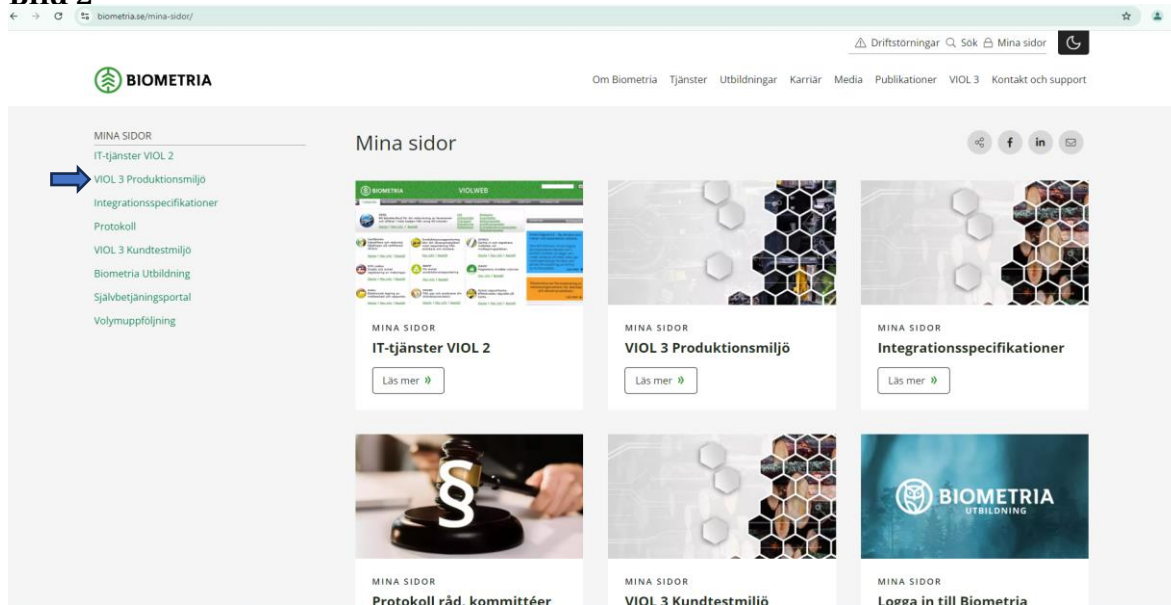 Bild 2
biometria.se/mina-sidor/
Driftstörningar Sök Mina sidor
BIOMETRIA
Om Biometria Tjänster Utbildningar Karriär Media Publikationer VIOL 3 Kontakt och support
MINA SIDOR
IT-tjänster VIOL 2
VIOL 3 Produktionsmiljö
Integrationsspecifikationer
Protokoll
VIOL 3 Kundtestmiljö
Biometria Utbildning
Självbetjäningsportal
Volymuppföljning
Mina sidor
BIOMETRIA VIOLWEB
MINA SIDOR
IT-tjänster VIOL 2
Läs mer
MINA SIDOR
VIOL 3 Produktionsmiljö
Läs mer
MINA SIDOR
Integrationsspecifikationer
Läs mer
§
MINA SIDOR
Protokoll råd, kommittéer
MINA SIDOR
VIOL 3 Kundtestmiljö
BIOMETRIA
UTBILDNING
MINA SIDOR
Logga in till Biometria